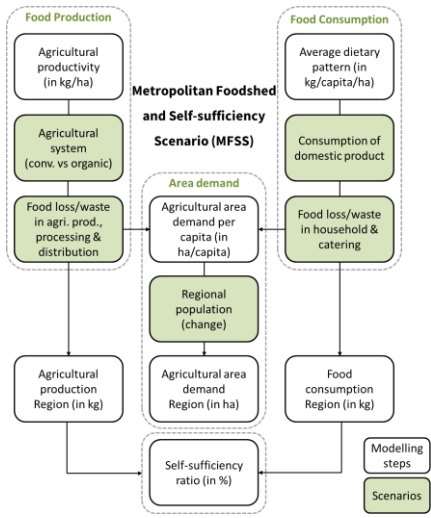 Food Production
Agricultural
productivity
(in kg/ha)
Agricultural
system
(conv. vs organic)
Food loss/waste
in agri. prod.,
processing &
distribution
Agricultural
production
Region (in kg)
Metropolitan Foodshed
and Self-sufficiency
Scenario (MFSS)
Area demand
Agricultural area
demand per
capita (in
ha/capita)
Regional
population
(change)
Agricultural area
demand
Region (in ha)
Self-sufficiency
ratio (in %)
Food Consumption
Average dietary
pattern (in
kg/capita/ha)
Consumption of
domestic product
Food loss/waste
in household &
catering
Food
consumption
Region (in kg)
Modelling
steps
Scenarios